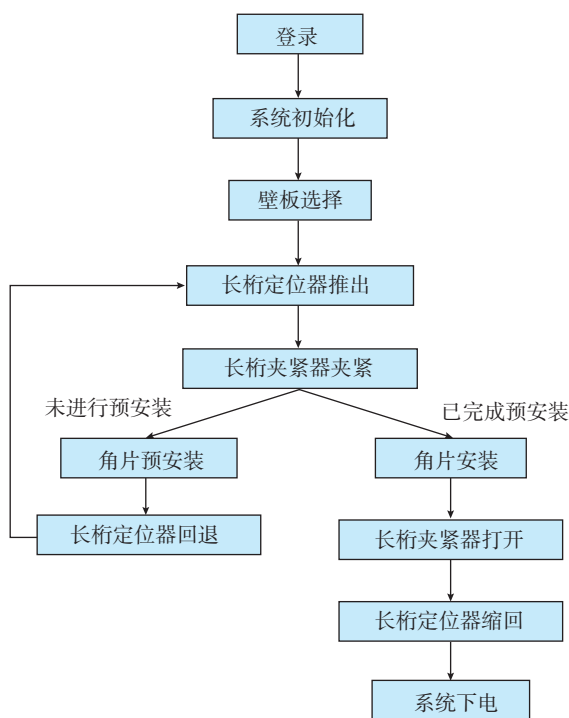 登录
系统初始化
壁板选择
长桁定位器推出
长桁夹紧器夹紧
未进行预安装
已完成预安装
角片预安装
角片安装
长桁定位器回退
长桁夹紧器打开
长桁定位器缩回
系统下电